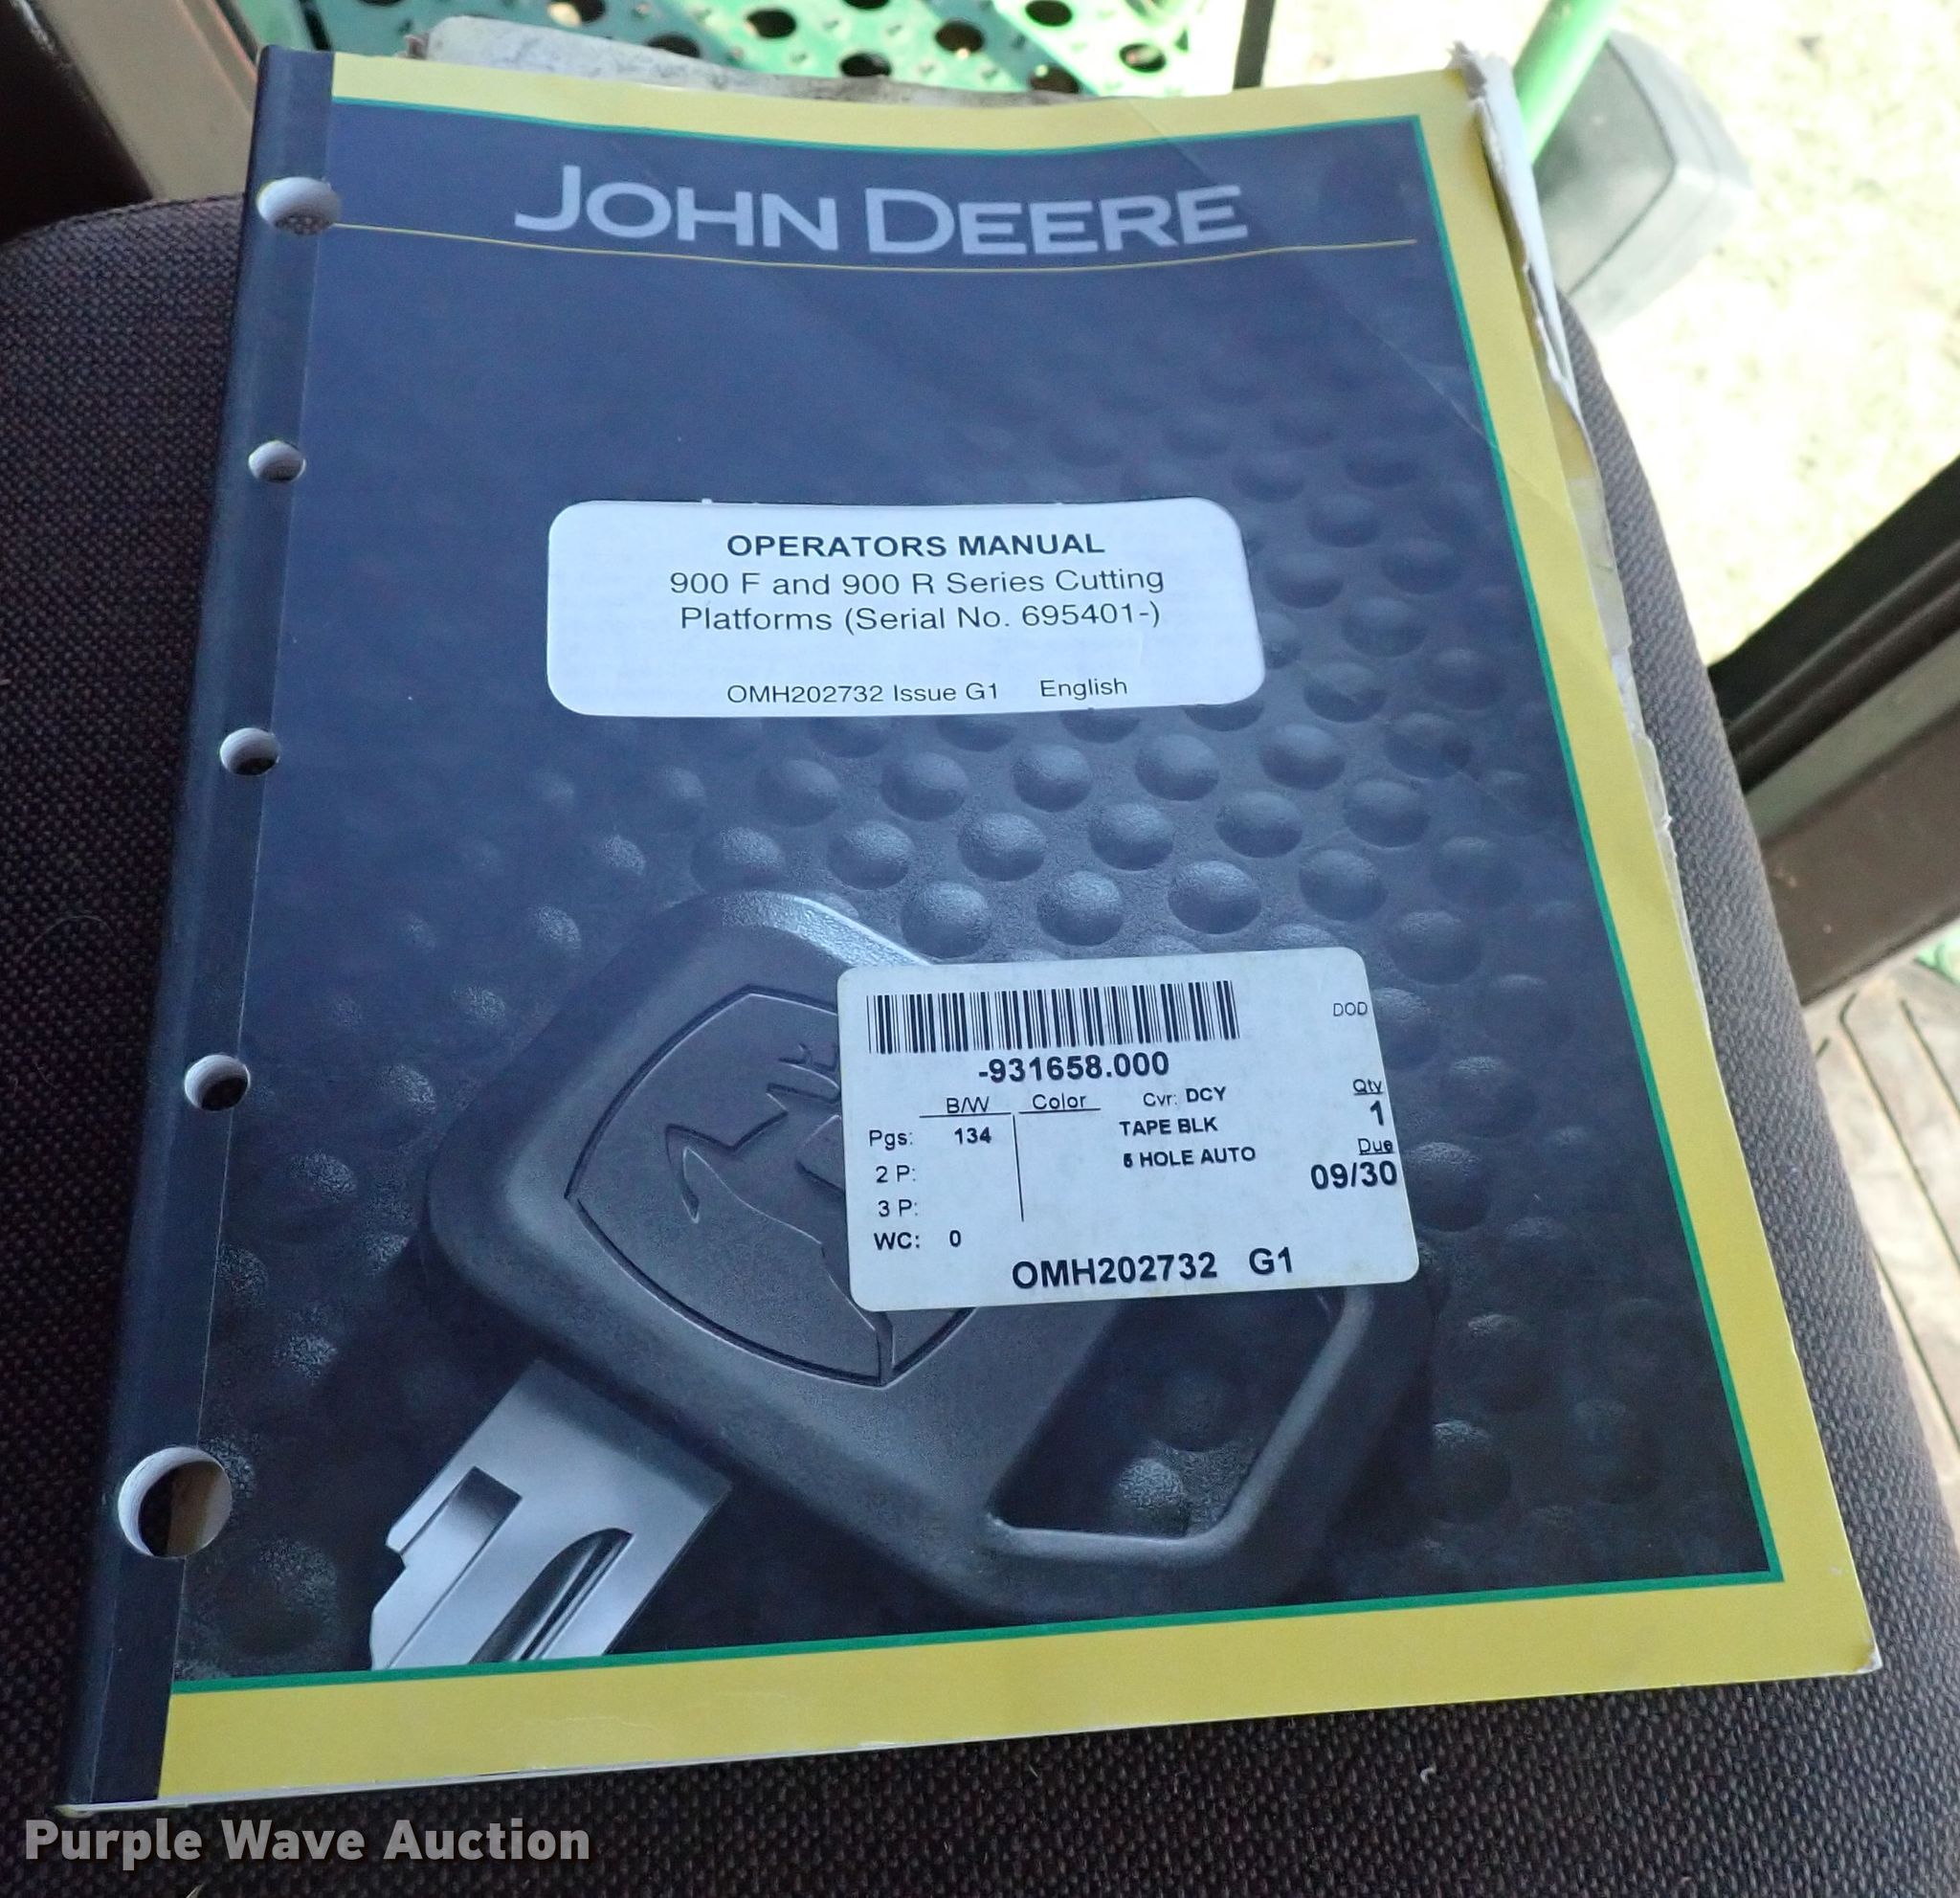 JOHN DEERE
OPERATORS MANUAL
900 F and 900 R Series Cutting
Platforms (Serial No. 695401-)
OMH202732 Issue G1 English
DOD
-931658.000
B/W Color Cvr: DCY Qty
Pgs: 134 TAPE BLK 1
2 P: 5 HOLE AUTO Due
3 P: 09/30
WC: 0
OMH202732 G1
Purple Wave Auction